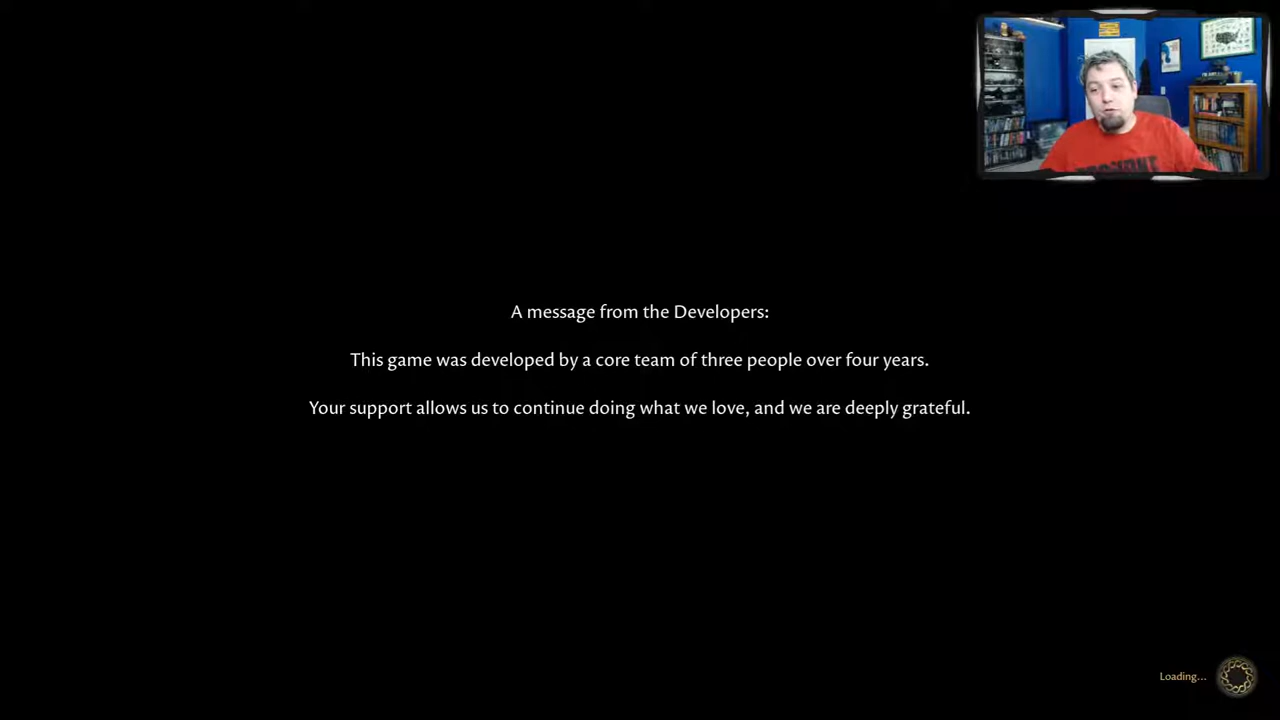 A message from the Developers:
This game was developed by a core team of three people over four years.
Your support allows us to continue doing what we love, and we are deeply grateful.
Loading...